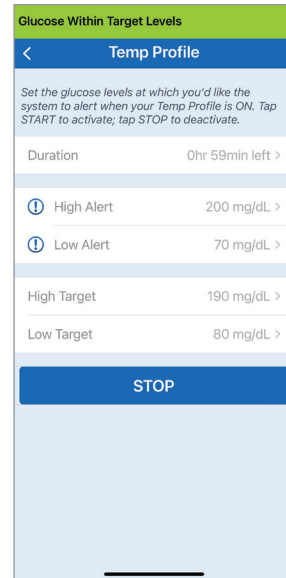 Glucose Within Target Levels
< Temp Profile
Set the glucose levels at which you'd like the
system to alert when your Temp Profile is ON. Tap
START to activate; tap STOP to deactivate.
Duration 0hr 59min left >
High Alert 200 mg/dL >
Low Alert 70 mg/dL >
High Target 190 mg/dL >
Low Target 80 mg/dL >
STOP